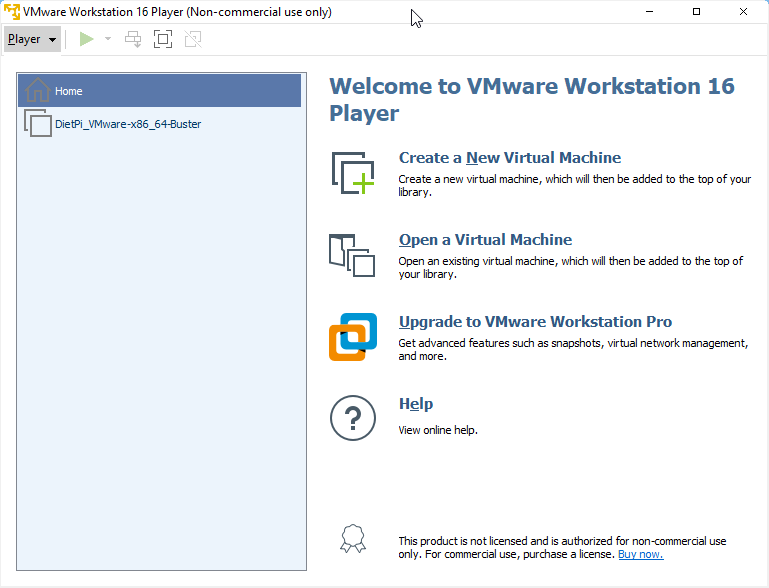 VMware Workstation 16 Player (Non-commercial use only)
Player
Home
DietPi_VMware-x86_64-Buster
Welcome to VMware Workstation 16
Player
Create a New Virtual Machine
Create a new virtual machine, which will then be added to the top of your
library.
Open a Virtual Machine
Open an existing virtual machine, which will then be added to the top of
your library.
Upgrade to VMware Workstation Pro
Get advanced features such as snapshots, virtual network management,
and more.
Help
View online help.
This product is not licensed and is authorized for non-commercial use
only. For commercial use, purchase a license. Buy now.